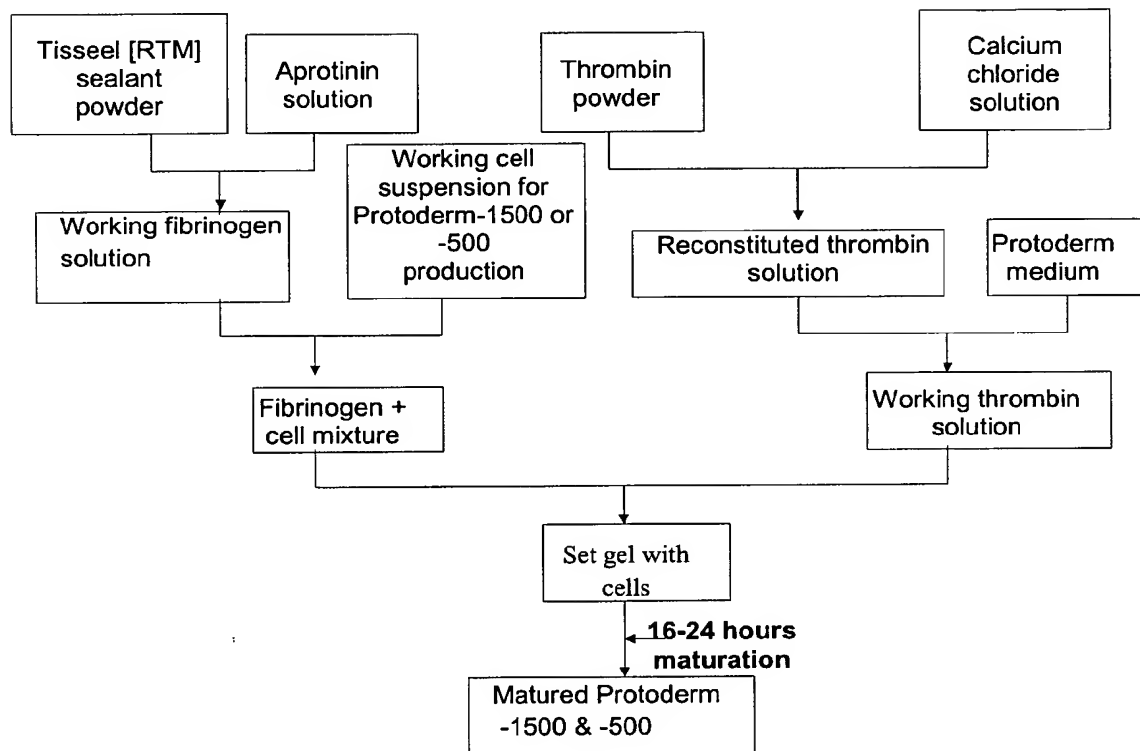 Tisseel [RTM]
sealant
powder
Aprotinin
solution
Thrombin
powder
Calcium
chloride
solution
Working fibrinogen
solution
Working cell
suspension for
Protoderm-1500 or
-500
production
Reconstituted thrombin
solution
Protoderm
medium
Fibrinogen +
cell mixture
Working thrombin
solution
Set gel with
cells
16-24 hours
maturation
Matured Protoderm
-1500 & -500